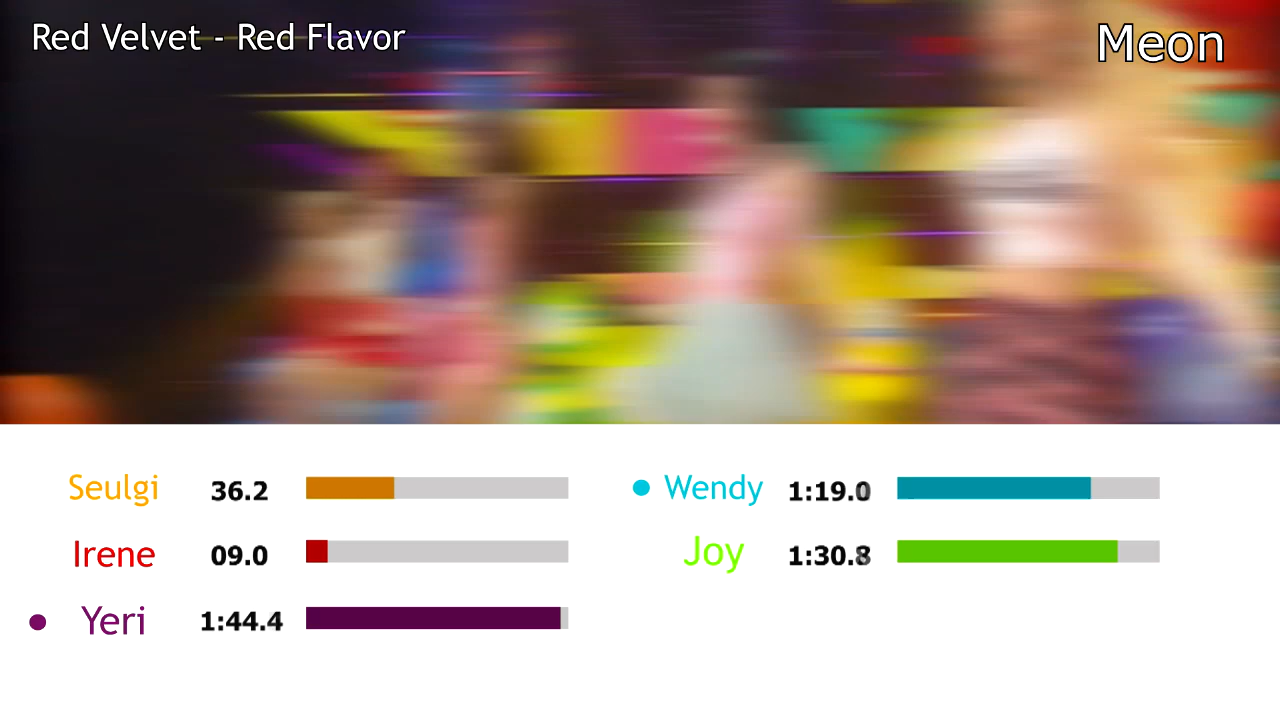 Red Velvet - Red Flavor
Meon
Seulgi 36.2
Irene 09.0
Yeri 1:44.4
Wendy 1:19.0
Joy 1:30.8